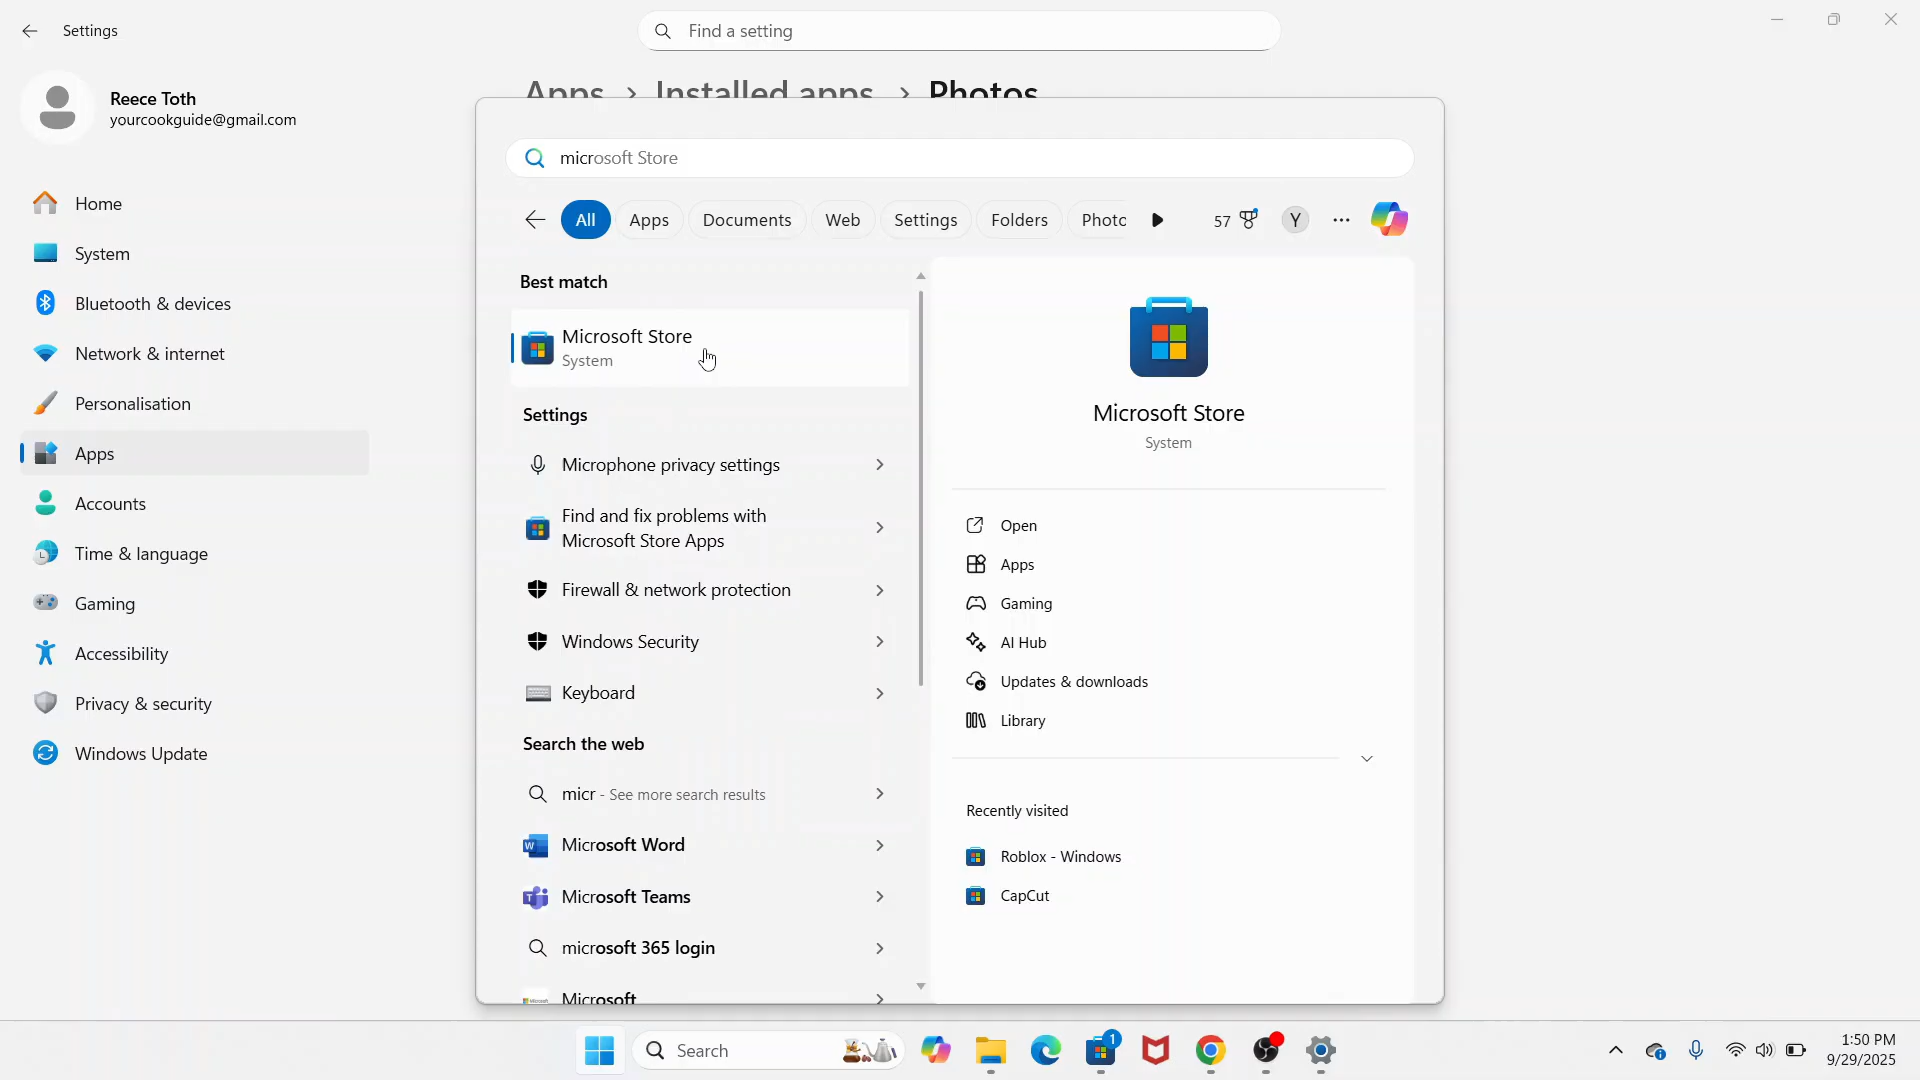 Settings
Find a setting
Reece Toth
yourcookguide@gmail.com
Apps > Installed apps > Photos
Home
System
Bluetooth & devices
Network & internet
Personalisation
Apps
Accounts
Time & language
Gaming
Accessibility
Privacy & security
Windows Update
microsoft Store
All Apps Documents Web Settings Folders Photo 57 Y
Best match
Microsoft Store
System
Settings
Microphone privacy settings
Find and fix problems with
Microsoft Store Apps
Firewall & network protection
Windows Security
Keyboard
Search the web
micr - See more search results
Microsoft Word
Microsoft Teams
microsoft 365 login
Microsoft
Microsoft Store
System
Open
Apps
Gaming
AI Hub
Updates & downloads
Library
Recently visited
Roblox - Windows
CapCut
Search
1
1:50 PM
9/29/2025